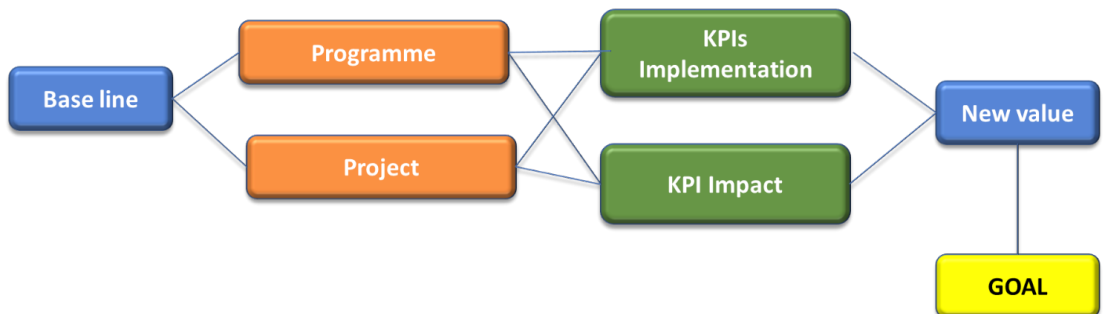 Base line
Programme
Project
KPIs
Implementation
KPI Impact
New value
GOAL